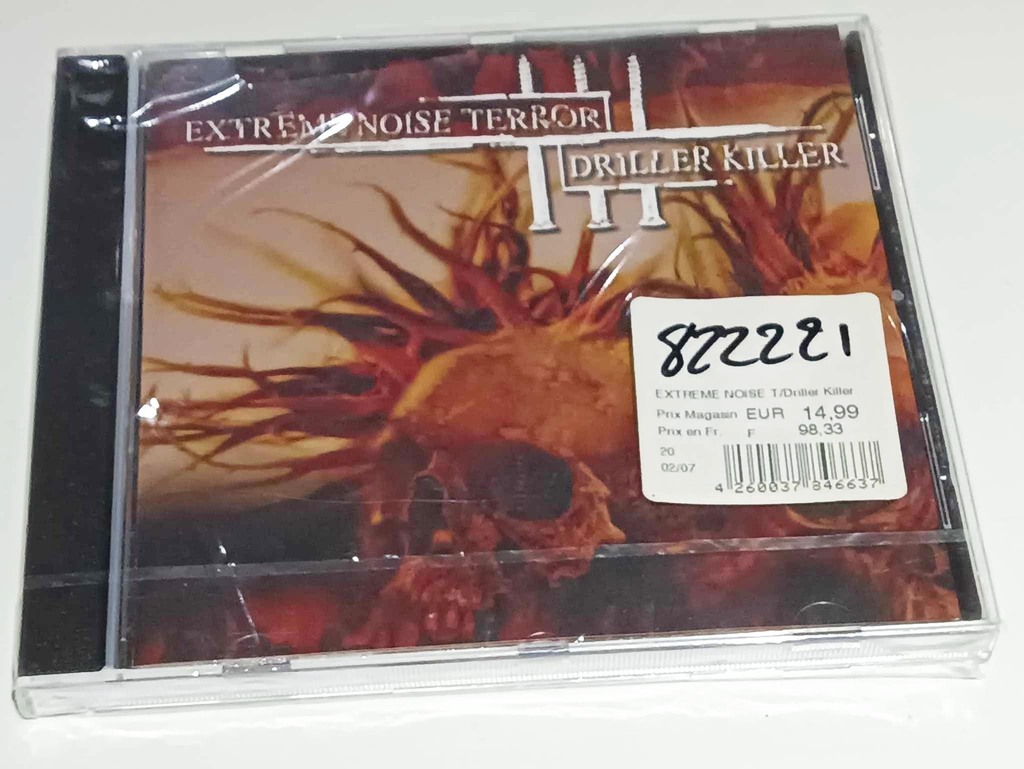 EXTREME NOISE TERROR
DRILLER KILLER
822221
EXTREME NOISE T/Driller Killer
Prix Magasin EUR 14,99
Prix en Fr. F 98,33
20
02/07
4 260037 846637